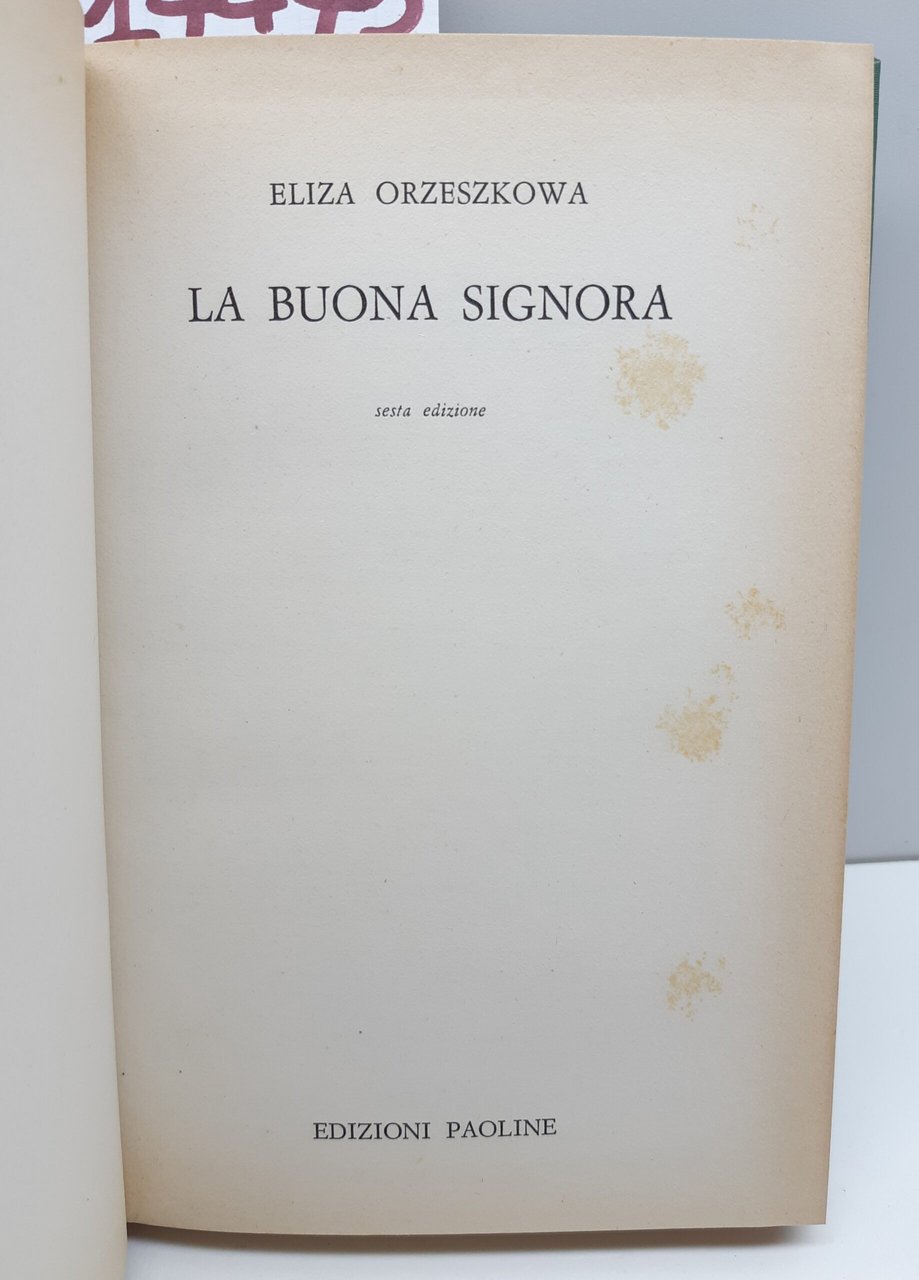 ELIZA ORZESZKOWA
LA BUONA SIGNORA
sesta edizione
EDIZIONI PAOLINE